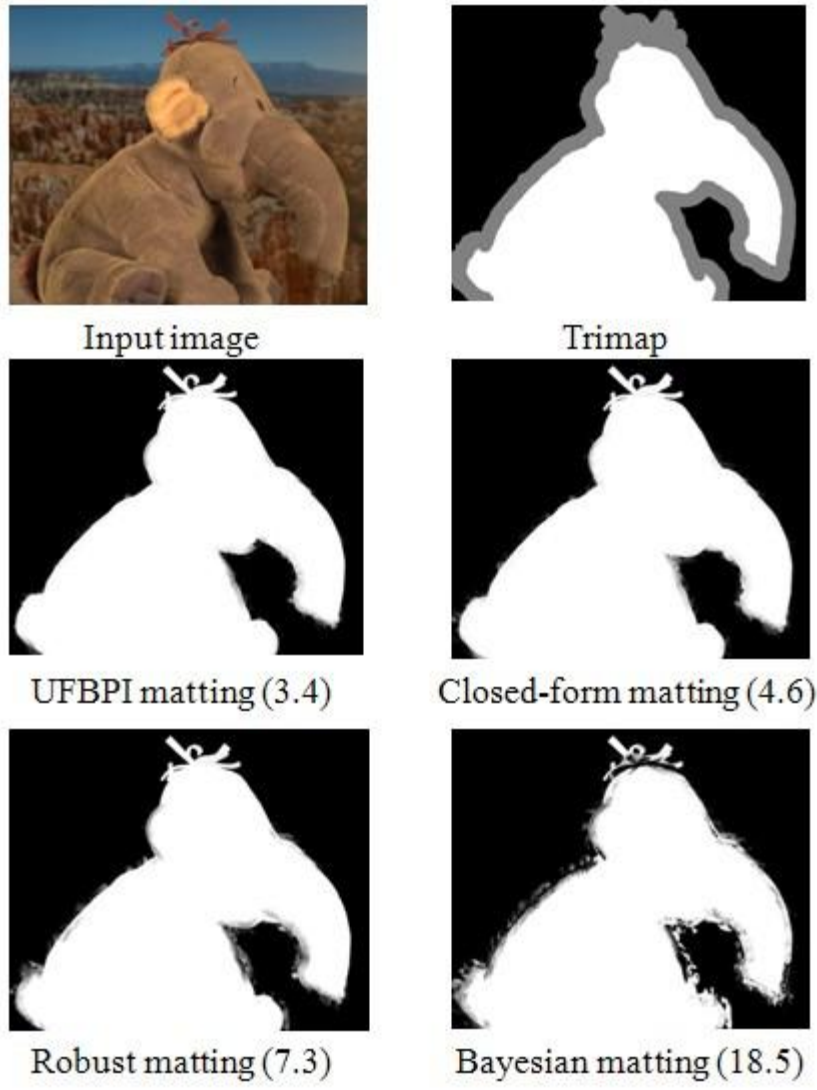 Input image
Trimap
UFBPI matting (3.4)
Closed-form matting (4.6)
Robust matting (7.3)
Bayesian matting (18.5)